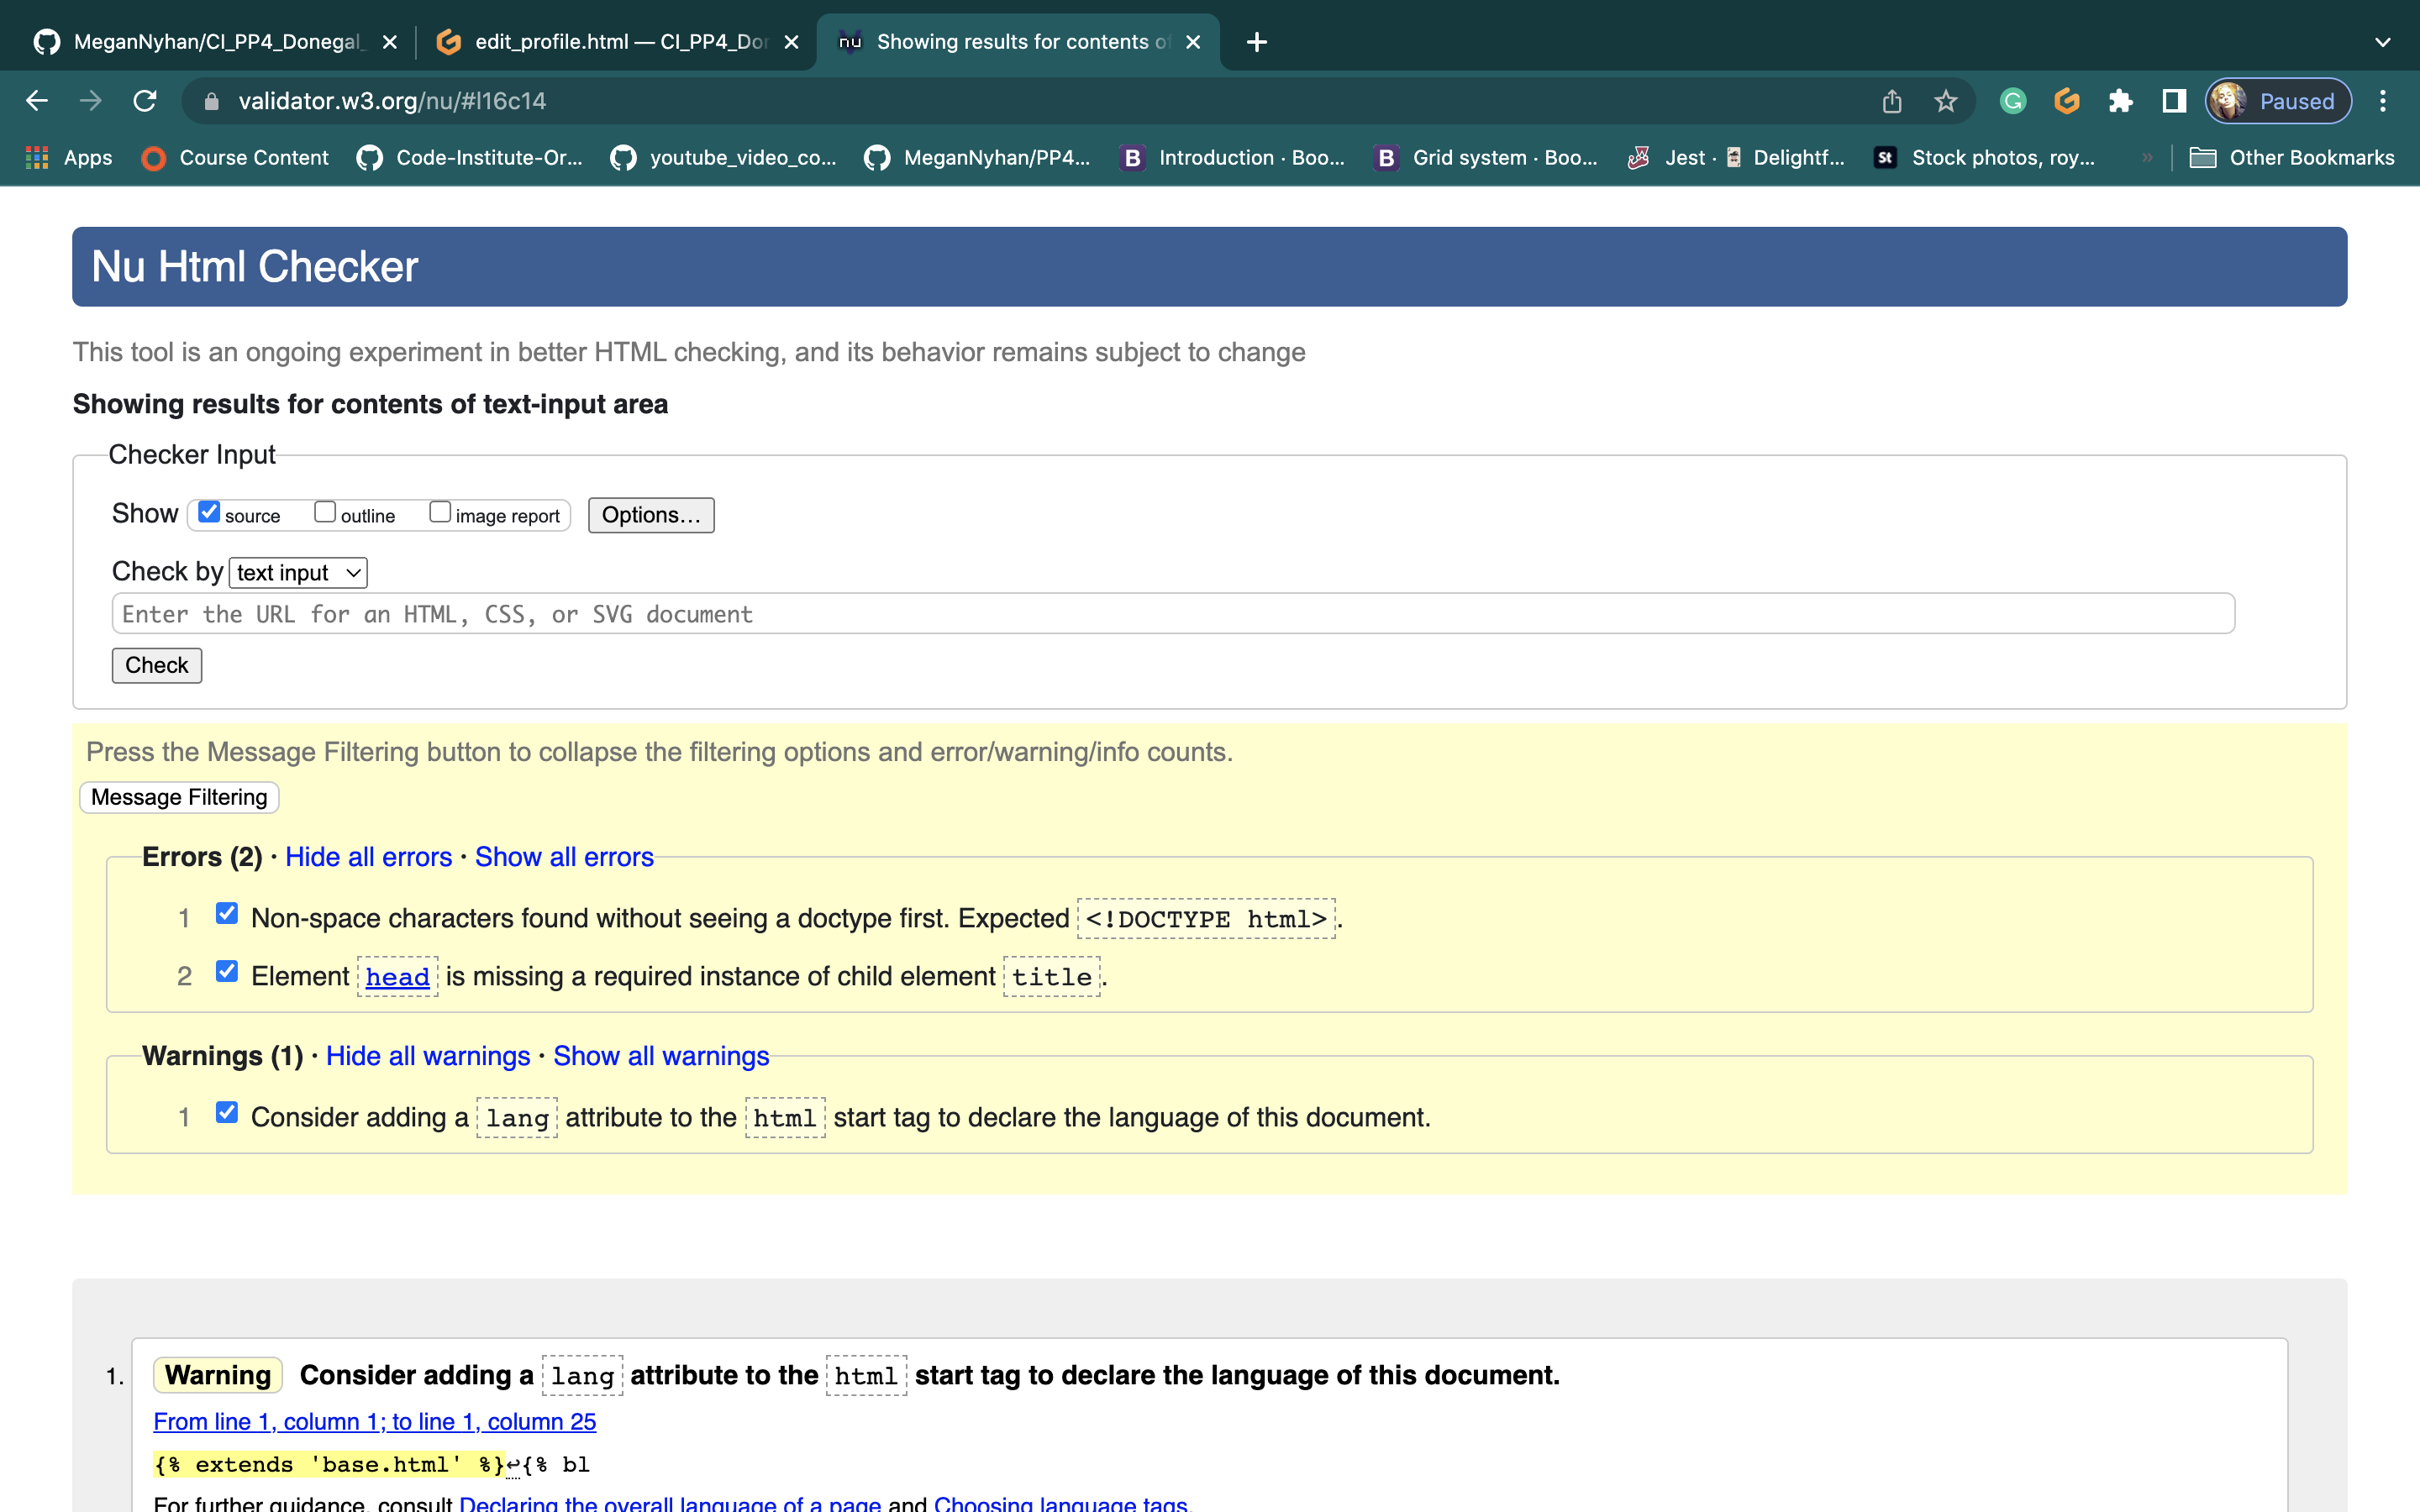 MeganNyhan/CI_PP4_Donegal_
edit_profile.html — CI_PP4_Dor
nu Showing results for contents of
validator.w3.org/nu/#l16c14
Paused
Apps
Course Content
Code-Institute-Or...
youtube_video_co...
MeganNyhan/PP4...
B Introduction · Boo...
B Grid system · Boo...
Jest · Delightf...
St Stock photos, roy...
»
Other Bookmarks
Nu Html Checker
This tool is an ongoing experiment in better HTML checking, and its behavior remains subject to change
Showing results for contents of text-input area
Checker Input
Show source outline image report Options...
Check by text input
Enter the URL for an HTML, CSS, or SVG document
Check
Press the Message Filtering button to collapse the filtering options and error/warning/info counts.
Message Filtering
Errors (2) · Hide all errors · Show all errors
1 Non-space characters found without seeing a doctype first. Expected <!DOCTYPE html>.
2 Element head is missing a required instance of child element title.
Warnings (1) · Hide all warnings · Show all warnings
1 Consider adding a lang attribute to the html start tag to declare the language of this document.
1. Warning Consider adding a lang attribute to the html start tag to declare the language of this document.
From line 1, column 1; to line 1, column 25
{% extends 'base.html' %}↩{% bl
For further guidance, consult Declaring the overall language of a page and Choosing language tags.